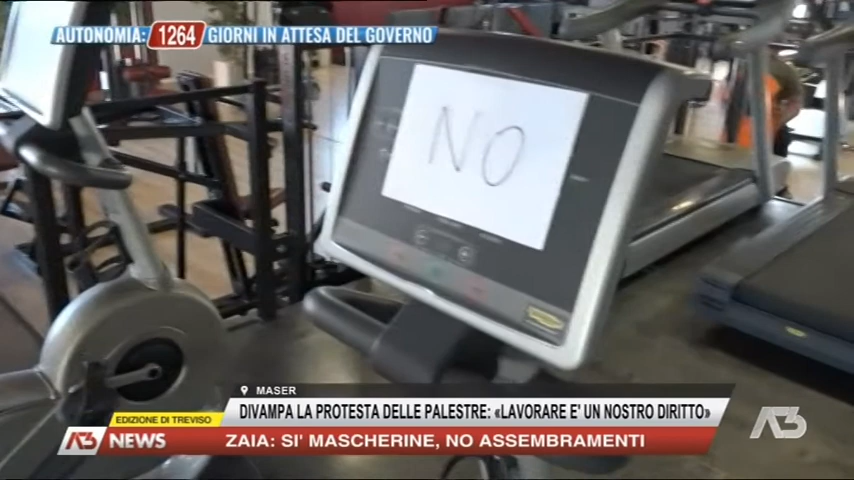 AUTONOMIA: 1264 GIORNI IN ATTESA DEL GOVERNO
NO
MASER
DIVAMPA LA PROTESTA DELLE PALESTRE: «LAVORARE E' UN NOSTRO DIRITTO»
EDIZIONE DI TREVISO
A3 NEWS
ZAIA: SI' MASCHERINE, NO ASSEMBRAMENTI
A3